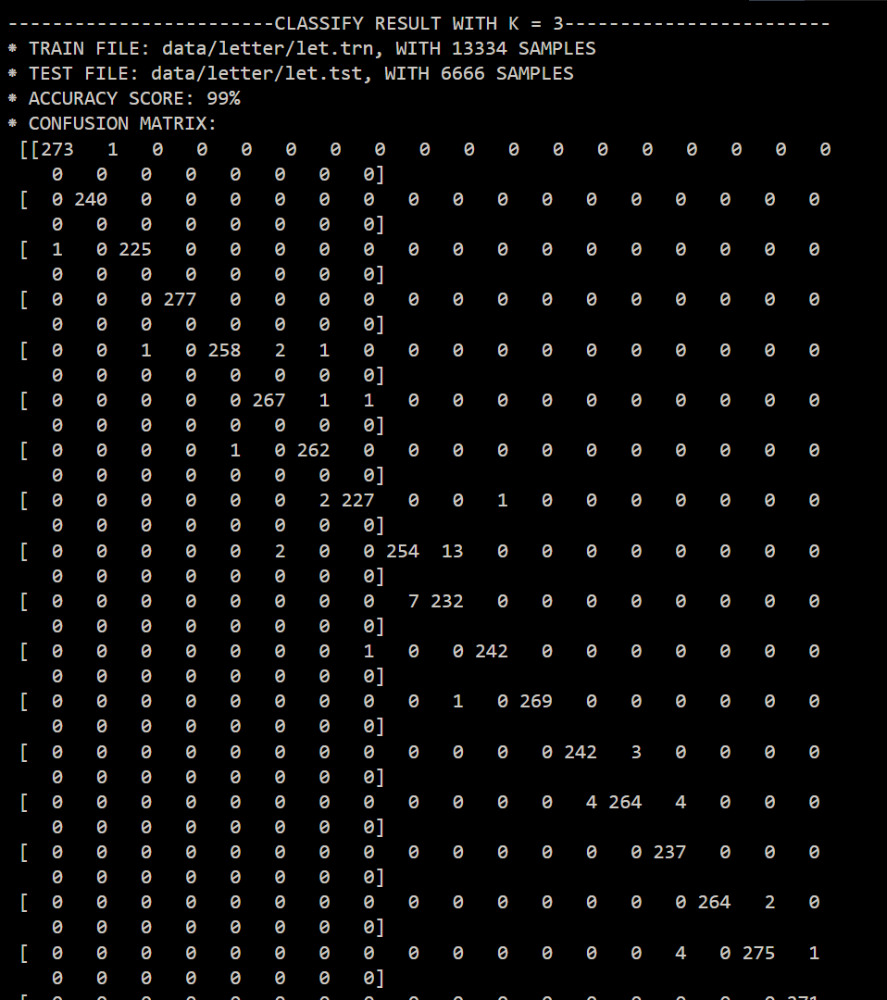 ------------------------CLASSIFY RESULT WITH K = 3------------------------
* TRAIN FILE: data/letter/let.trn, WITH 13334 SAMPLES
* TEST FILE: data/letter/let.tst, WITH 6666 SAMPLES
* ACCURACY SCORE: 99%
* CONFUSION MATRIX:
[[273 1 0 0 0 0 0 0 0 0 0 0 0 0 0 0 0 0
0 0 0 0 0 0 0 0]
[ 0 240 0 0 0 0 0 0 0 0 0 0 0 0 0 0 0 0
0 0 0 0 0 0 0 0]
[ 1 0 225 0 0 0 0 0 0 0 0 0 0 0 0 0 0 0
0 0 0 0 0 0 0 0]
[ 0 0 0 277 0 0 0 0 0 0 0 0 0 0 0 0 0 0
0 0 0 0 0 0 0 0]
[ 0 0 1 0 258 2 1 0 0 0 0 0 0 0 0 0 0 0
0 0 0 0 0 0 0 0]
[ 0 0 0 0 0 267 1 1 0 0 0 0 0 0 0 0 0 0
0 0 0 0 0 0 0 0]
[ 0 0 0 0 1 0 262 0 0 0 0 0 0 0 0 0 0 0
0 0 0 0 0 0 0 0]
[ 0 0 0 0 0 0 2 227 0 0 1 0 0 0 0 0 0 0
0 0 0 0 0 0 0 0]
[ 0 0 0 0 0 2 0 0 254 13 0 0 0 0 0 0 0 0
0 0 0 0 0 0 0 0]
[ 0 0 0 0 0 0 0 0 7 232 0 0 0 0 0 0 0 0
0 0 0 0 0 0 0 0]
[ 0 0 0 0 0 0 0 1 0 0 242 0 0 0 0 0 0 0
0 0 0 0 0 0 0 0]
[ 0 0 0 0 0 0 0 0 0 1 0 269 0 0 0 0 0 0
0 0 0 0 0 0 0 0]
[ 0 0 0 0 0 0 0 0 0 0 0 0 242 3 0 0 0 0
0 0 0 0 0 0 0 0]
[ 0 0 0 0 0 0 0 0 0 0 0 0 4 264 4 0 0 0
0 0 0 0 0 0 0 0]
[ 0 0 0 0 0 0 0 0 0 0 0 0 0 0 237 0 0 0
0 0 0 0 0 0 0 0]
[ 0 0 0 0 0 0 0 0 0 0 0 0 0 0 0 264 2 0
0 0 0 0 0 0 0 0]
[ 0 0 0 0 0 0 0 0 0 0 0 0 0 0 4 0 275 1
0 0 0 0 0 0 0 0]